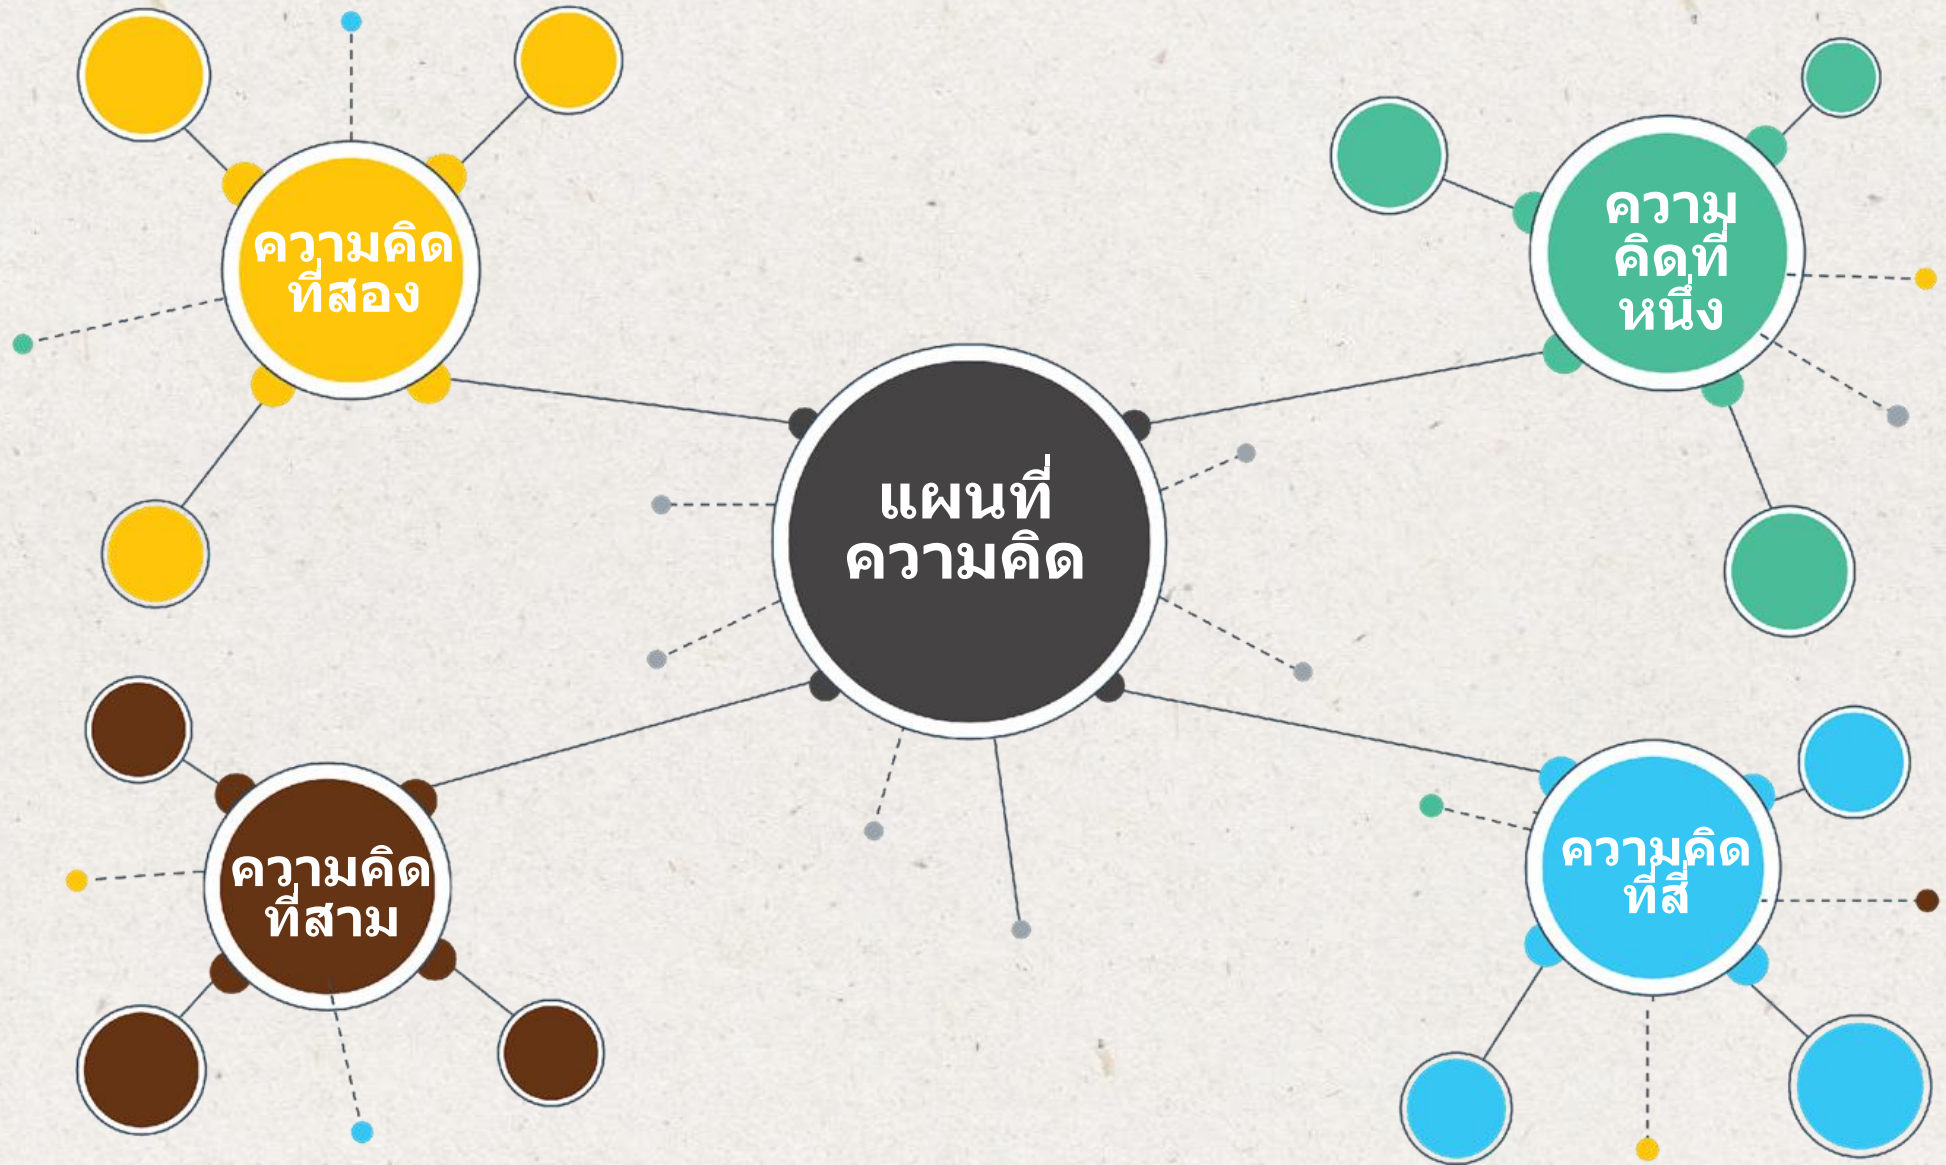 ความคิด
ที่สอง
ความ
คิดที่
หนึ่ง
แผนที่
ความคิด
ความคิด
ที่สาม
ความคิด
ที่สี่